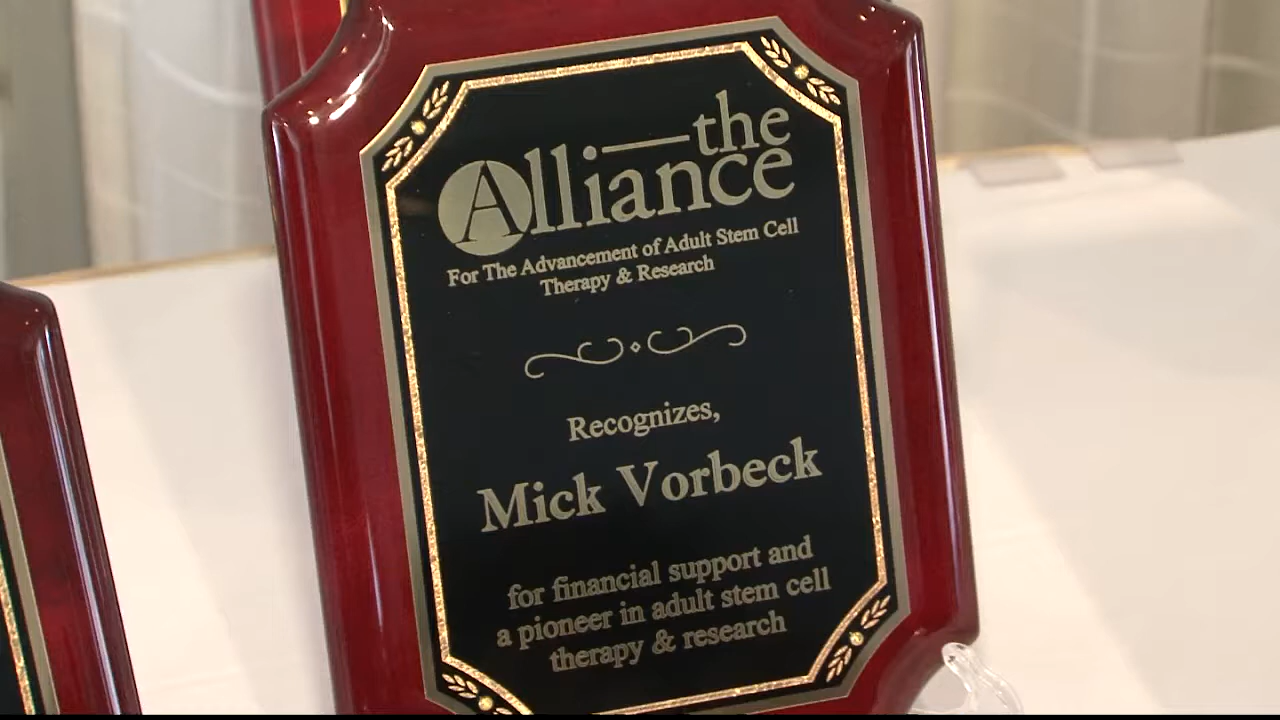 the
Alliance
For The Advancement of Adult Stem Cell
Therapy & Research
Recognizes,
Mick Vorbeck
for financial support and
a pioneer in adult stem cell
therapy & research